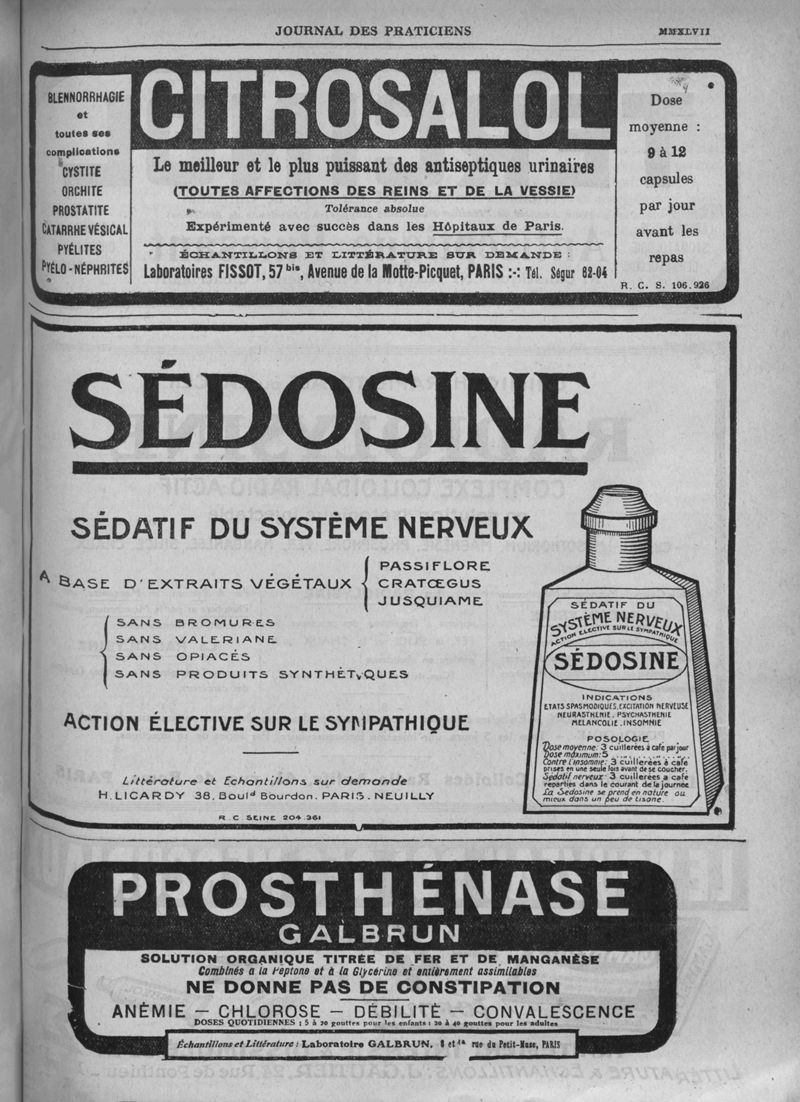 JOURNAL DES PRATICIENS
MMXLVII
BLENNORRHAGIE
et
toutes ses
complications
CYSTITE
ORCHITE
PROSTATITE
CATARRHE VÉSICAL
PYÉLITES
PYÉLO-NÉPHRITES
CITROSALOL
Le meilleur et le plus puissant des antiseptiques urinaires
(TOUTES AFFECTIONS DES REINS ET DE LA VESSIE)
Tolérance absolue
Expérimenté avec succès dans les Hôpitaux de Paris.
ÉCHANTILLONS ET LITTÉRATURE SUR DEMANDE :
Laboratoires FISSOT, 57 bis, Avenue de la Motte-Picquet, PARIS :-: Tél. Ségur 62-04
Dose
moyenne :
9 à 12
capsules
par jour
avant les
repas
R. C. S. 106.926
SÉDOSINE
SÉDATIF DU SYSTÈME NERVEUX
A BASE D'EXTRAITS VÉGÉTAUX
PASSIFLORE
CRATŒGUS
JUSQUIAME
SANS BROMURES
SANS VALERIANE
SANS OPIACÉS
SANS PRODUITS SYNTHÉTIQUES
ACTION ÉLECTIVE SUR LE SYMPATHIQUE
Littérature et Echantillons sur demande
H. LICARDY 38, Bould Bourdon. PARIS-NEUILLY
R.C. SEINE 204 361
SÉDATIF DU
SYSTÈME NERVEUX
ACTION ELECTIVE SUR LE SYMPATHIQUE
SÉDOSINE
INDICATIONS
ETATS SPASMODIQUES, EXCITATION NERVEUSE
NEURASTHENIE, PSYCHASTHENIE
MELANCOLIE, INSOMNIE
POSOLOGIE
Dose moyenne: 3 cuillerées à café par jour
Dose maximum: 5
Contre l'insomnie: 3 cuillerées à café
prises en une seule fois avant de se coucher.
Sédatif nerveux: 3 cuillerées a café
reparties dans le courant de la journée
La Sedosine se prend en nature ou
mieux dans un peu de tisane.
PROSTHÉNASE
GALBRUN
SOLUTION ORGANIQUE TITRÉE DE FER ET DE MANGANÈSE
Combinés a la Peptone et à la Glycérine et entièrement assimilables
NE DONNE PAS DE CONSTIPATION
ANÉMIE — CHLOROSE — DÉBILITÉ — CONVALESCENCE
DOSES QUOTIDIENNES : 5 à 20 gouttes pour les enfants : 20 à 40 gouttes pour les adultes
Échantillons et Littérature : Laboratoire GALBRUN, 8 et 10 rue du Petit-Musc, PARIS